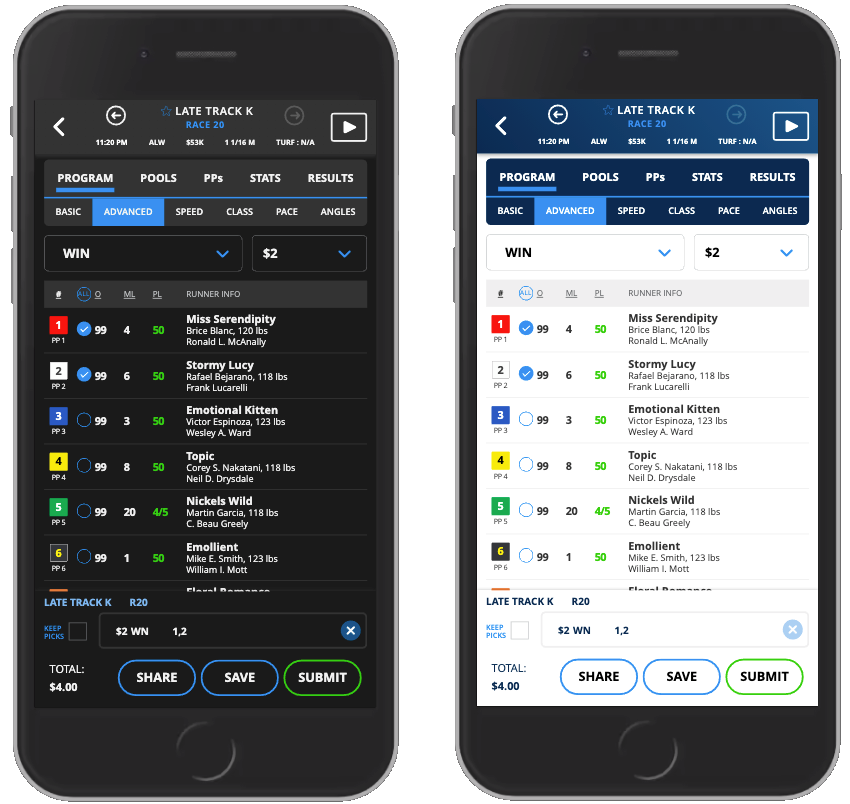 LATE TRACK K
RACE 20
11:20 PM ALW $53K 1 1/16 M TURF : N/A
PROGRAM POOLS PPs STATS RESULTS
BASIC ADVANCED SPEED CLASS PACE ANGLES
WIN $2
# ALL O ML PL RUNNER INFO
1 99 4 50 Miss Serendipity
Brice Blanc, 120 lbs
PP 1 Ronald L. McAnally
2 99 6 50 Stormy Lucy
Rafael Bejarano, 118 lbs
PP 2 Frank Lucarelli
3 99 3 50 Emotional Kitten
Victor Espinoza, 123 lbs
PP 3 Wesley A. Ward
4 99 8 50 Topic
Corey S. Nakatani, 118 lbs
PP 4 Neil D. Drysdale
5 99 20 4/5 Nickels Wild
Martin Garcia, 118 lbs
PP 5 C. Beau Greely
6 99 1 50 Emollient
Mike E. Smith, 123 lbs
PP 6 William I. Mott
Floral Romance
LATE TRACK K R20
KEEP PICKS $2 WN 1,2
TOTAL:
$4.00
SHARE SAVE SUBMIT
LATE TRACK K
RACE 20
11:20 PM ALW $53K 1 1/16 M TURF : N/A
PROGRAM POOLS PPs STATS RESULTS
BASIC ADVANCED SPEED CLASS PACE ANGLES
WIN $2
# ALL O ML PL RUNNER INFO
1 99 4 50 Miss Serendipity
Brice Blanc, 120 lbs
PP 1 Ronald L. McAnally
2 99 6 50 Stormy Lucy
Rafael Bejarano, 118 lbs
PP 2 Frank Lucarelli
3 99 3 50 Emotional Kitten
Victor Espinoza, 123 lbs
PP 3 Wesley A. Ward
4 99 8 50 Topic
Corey S. Nakatani, 118 lbs
PP 4 Neil D. Drysdale
5 99 20 4/5 Nickels Wild
Martin Garcia, 118 lbs
PP 5 C. Beau Greely
6 99 1 50 Emollient
Mike E. Smith, 123 lbs
PP 6 William I. Mott
Floral Romance
LATE TRACK K R20
KEEP PICKS $2 WN 1,2
TOTAL:
$4.00
SHARE SAVE SUBMIT